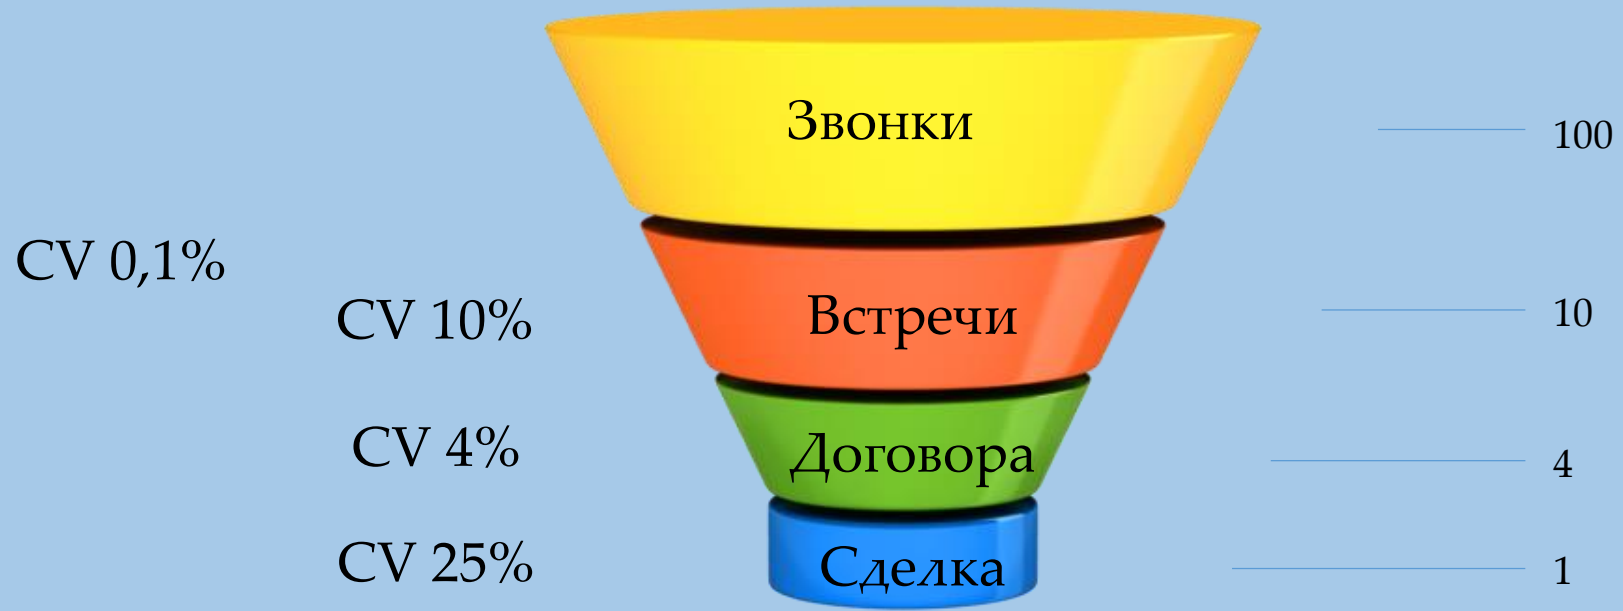 Звонки
100
CV 0,1%
CV 10%
Встречи
10
CV 4%
Договора
4
CV 25%
Сделка
1